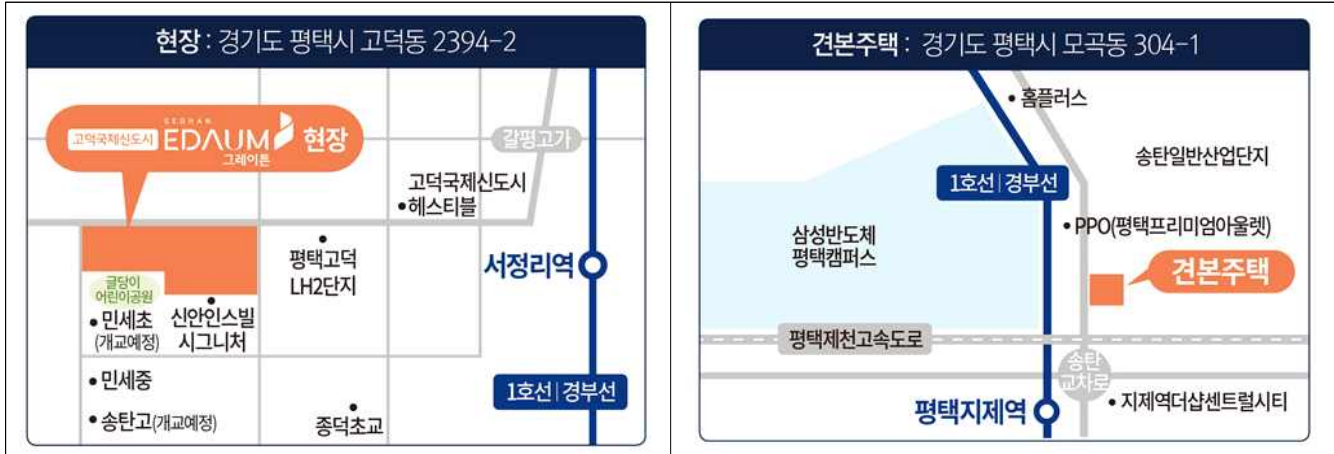 현장 : 경기도 평택시 고덕동 2394-2
SEOHAN
고덕국제신도시 EDAUM 현장
그레이튼
갈평고가
고덕국제신도시
•헤스티블
평택고덕
LH2단지
서정리역
글당이
어린이공원
•민세초
(개교예정)
신안인스빌
시그니처
•민세중
1호선|경부선
•송탄고(개교예정)
종덕초교
견본주택 : 경기도 평택시 모곡동 304-1
•홈플러스
송탄일반산업단지
1호선|경부선
삼성반도체
평택캠퍼스
•PPO(평택프리미엄아울렛)
견본주택
평택제천고속도로
송탄
교차로
평택지제역
•지제역더샵센트럴시티